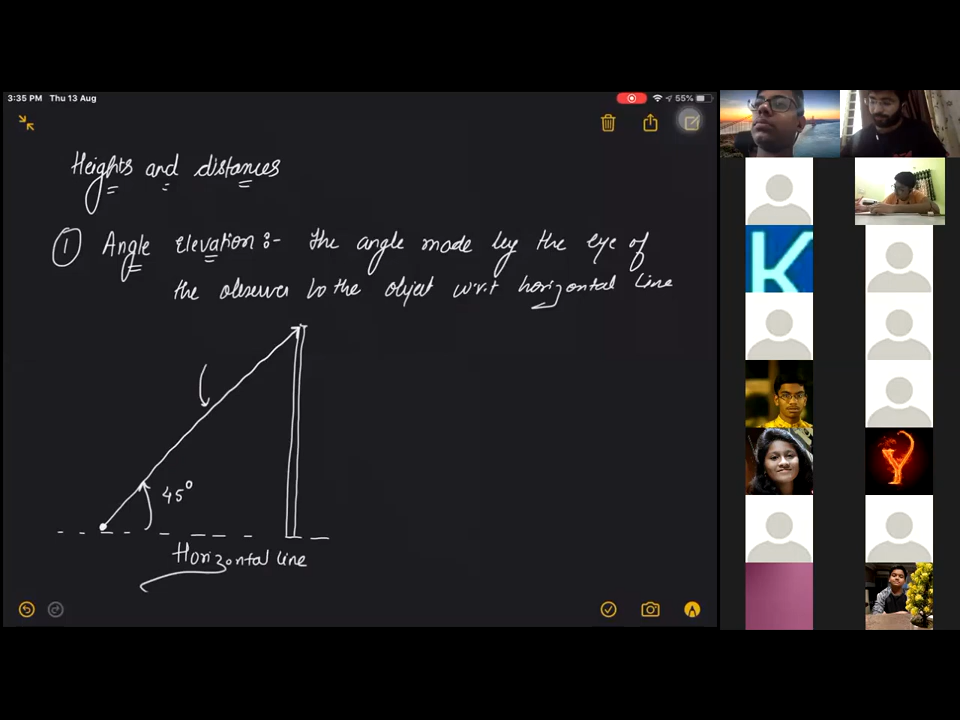 3:35 PM Thu 13 Aug
55%
Heights and distances
1 Angle Elevation :- The angle made by the eye of
the observer to the object w.r.t horizontal line
45°
Horizontal line
K
Y